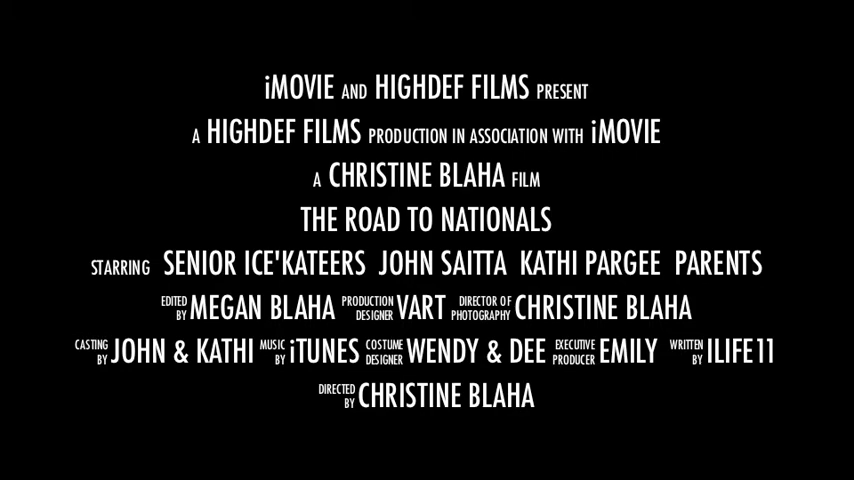 iMOVIE AND HIGHDEF FILMS PRESENT
A HIGHDEF FILMS PRODUCTION IN ASSOCIATION WITH iMOVIE
A CHRISTINE BLAHA FILM
THE ROAD TO NATIONALS
STARRING SENIOR ICE'KATEERS JOHN SAITTA KATHI PARGEE PARENTS
EDITED BY MEGAN BLAHA PRODUCTION DESIGNER VART DIRECTOR OF PHOTOGRAPHY CHRISTINE BLAHA
CASTING BY JOHN & KATHI MUSIC BY iTUNES COSTUME DESIGNER WENDY & DEE EXECUTIVE PRODUCER EMILY WRITTEN BY ILIFE11
DIRECTED BY CHRISTINE BLAHA